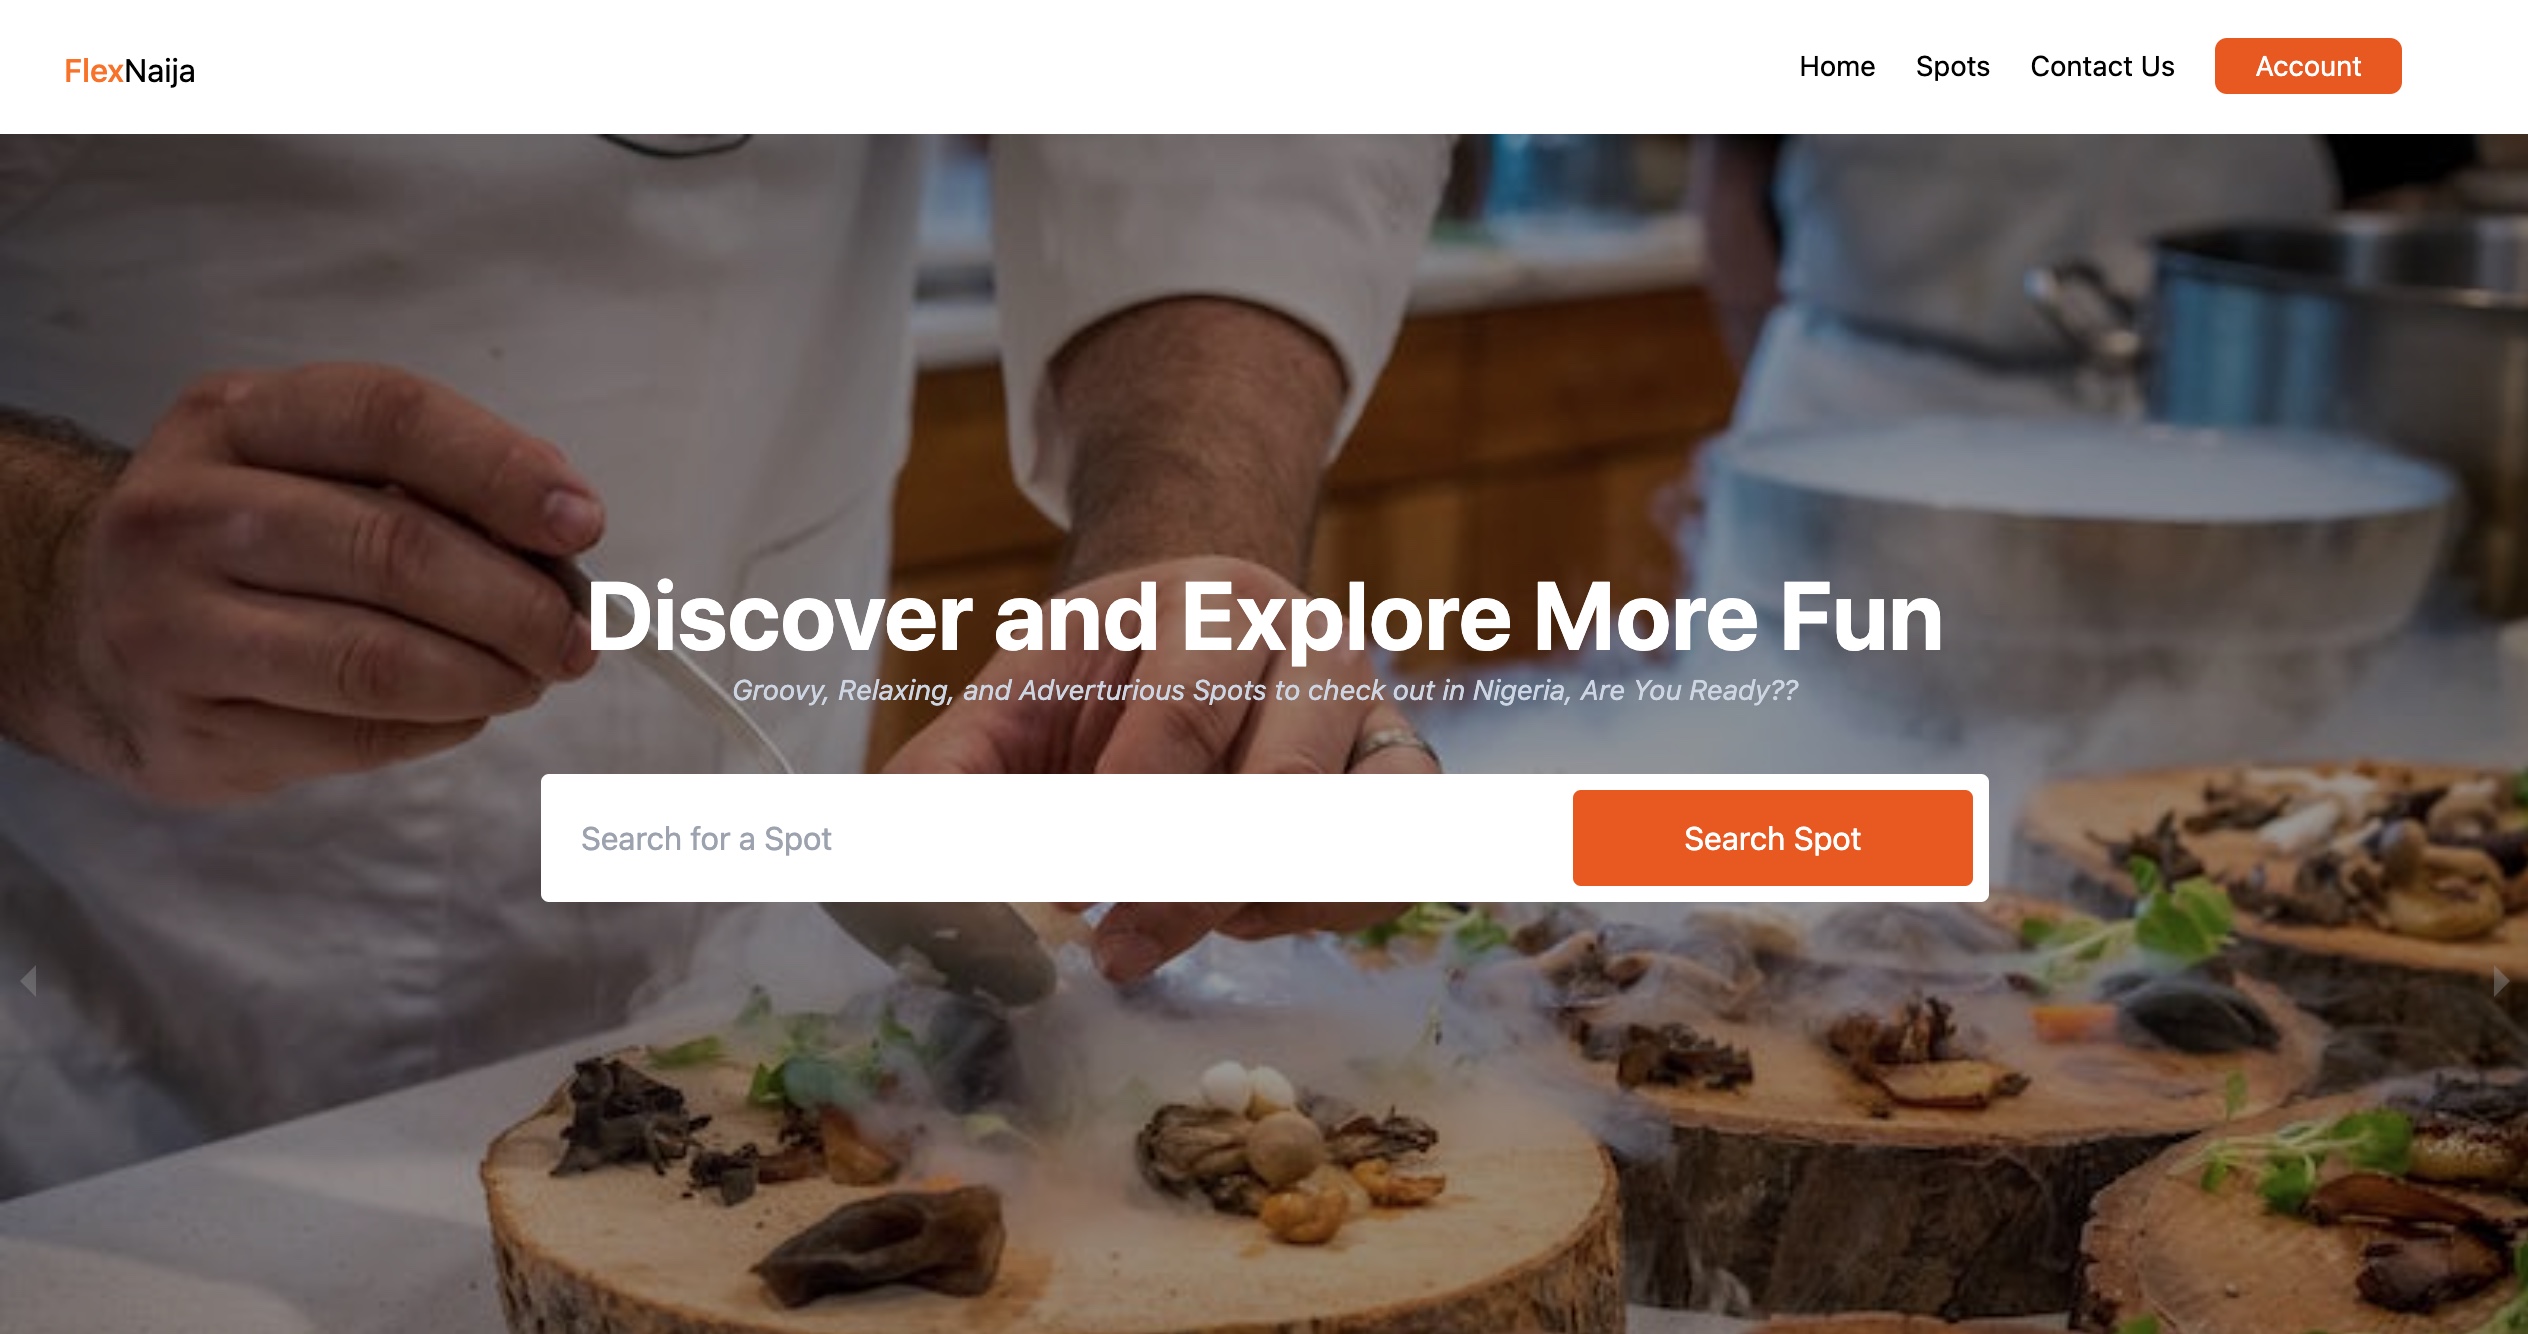 FlexNaija
Home Spots Contact Us Account
Discover and Explore More Fun
Groovy, Relaxing, and Adverturious Spots to check out in Nigeria, Are You Ready??
Search for a Spot Search Spot